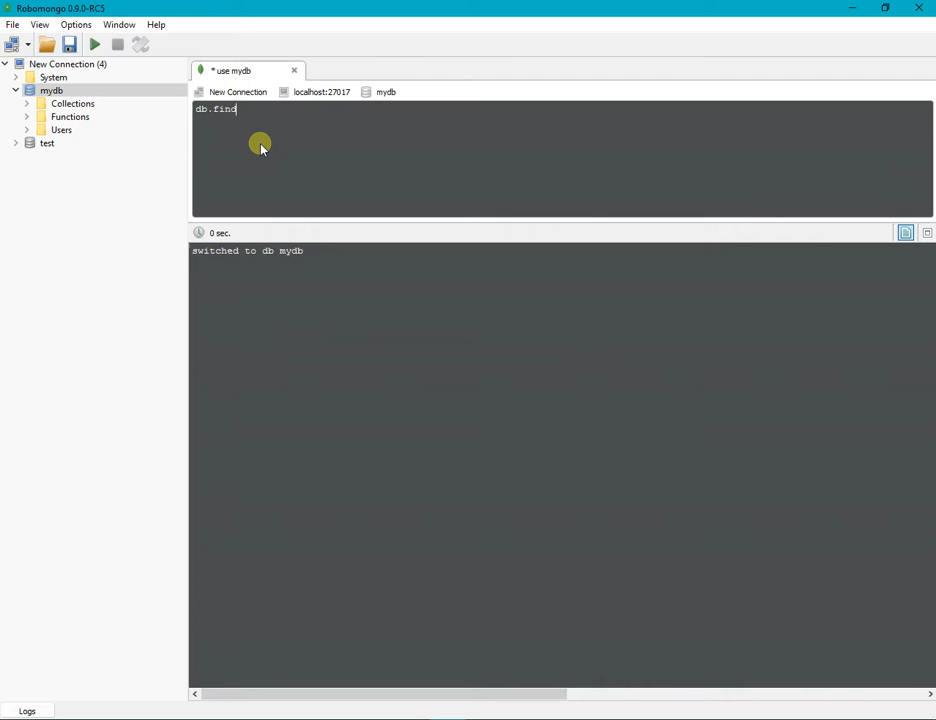 Robomongo 0.9.0-RC5
File View Options Window Help
New Connection (4)
System
mydb
Collections
Functions
Users
test
* use mydb
New Connection localhost:27017 mydb
db.find
0 sec.
switched to db mydb
Logs